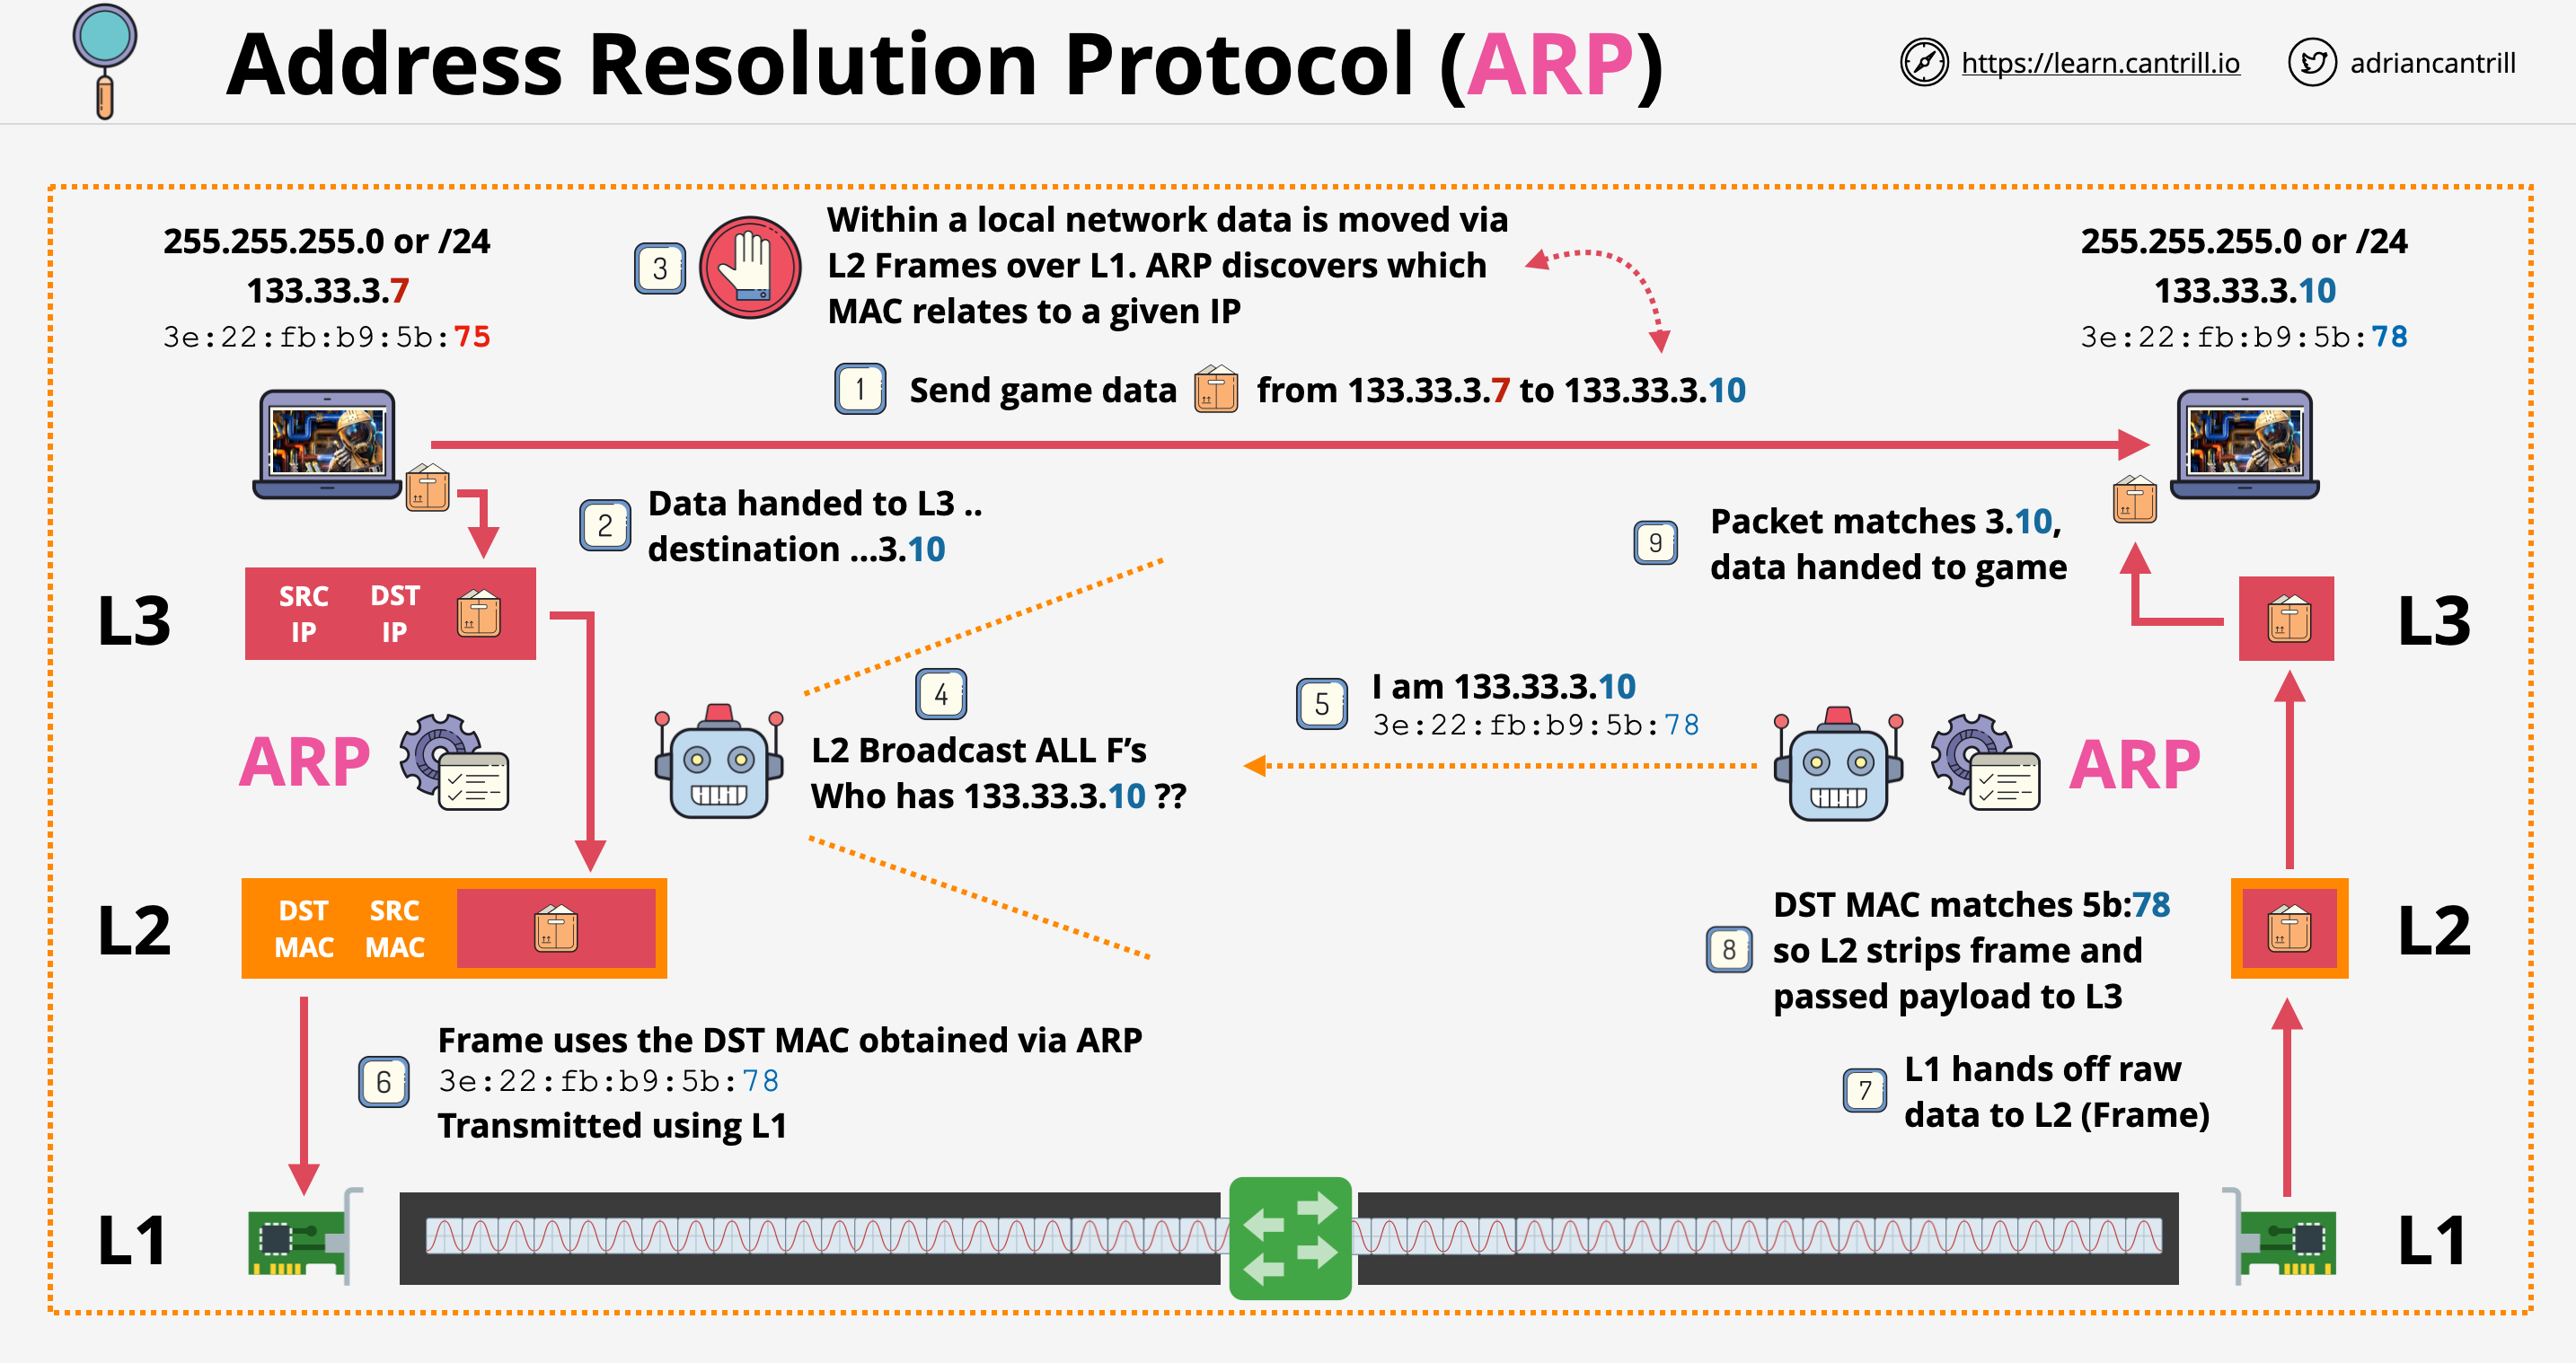 Address Resolution Protocol (ARP)
https://learn.cantrill.io
adriancantrill
255.255.255.0 or /24
133.33.3.7
3e:22:fb:b9:5b:75
3
Within a local network data is moved via
L2 Frames over L1. ARP discovers which
MAC relates to a given IP
255.255.255.0 or /24
133.33.3.10
3e:22:fb:b9:5b:78
1
Send game data from 133.33.3.7 to 133.33.3.10
2
Data handed to L3 ..
destination ...3.10
9
Packet matches 3.10,
data handed to game
L3
SRC
IP
DST
IP
L3
4
L2 Broadcast ALL F’s
Who has 133.33.3.10 ??
5
I am 133.33.3.10
3e:22:fb:b9:5b:78
ARP
ARP
L2
DST
MAC
SRC
MAC
8
DST MAC matches 5b:78
so L2 strips frame and
passed payload to L3
L2
6
Frame uses the DST MAC obtained via ARP
3e:22:fb:b9:5b:78
Transmitted using L1
7
L1 hands off raw
data to L2 (Frame)
L1
L1